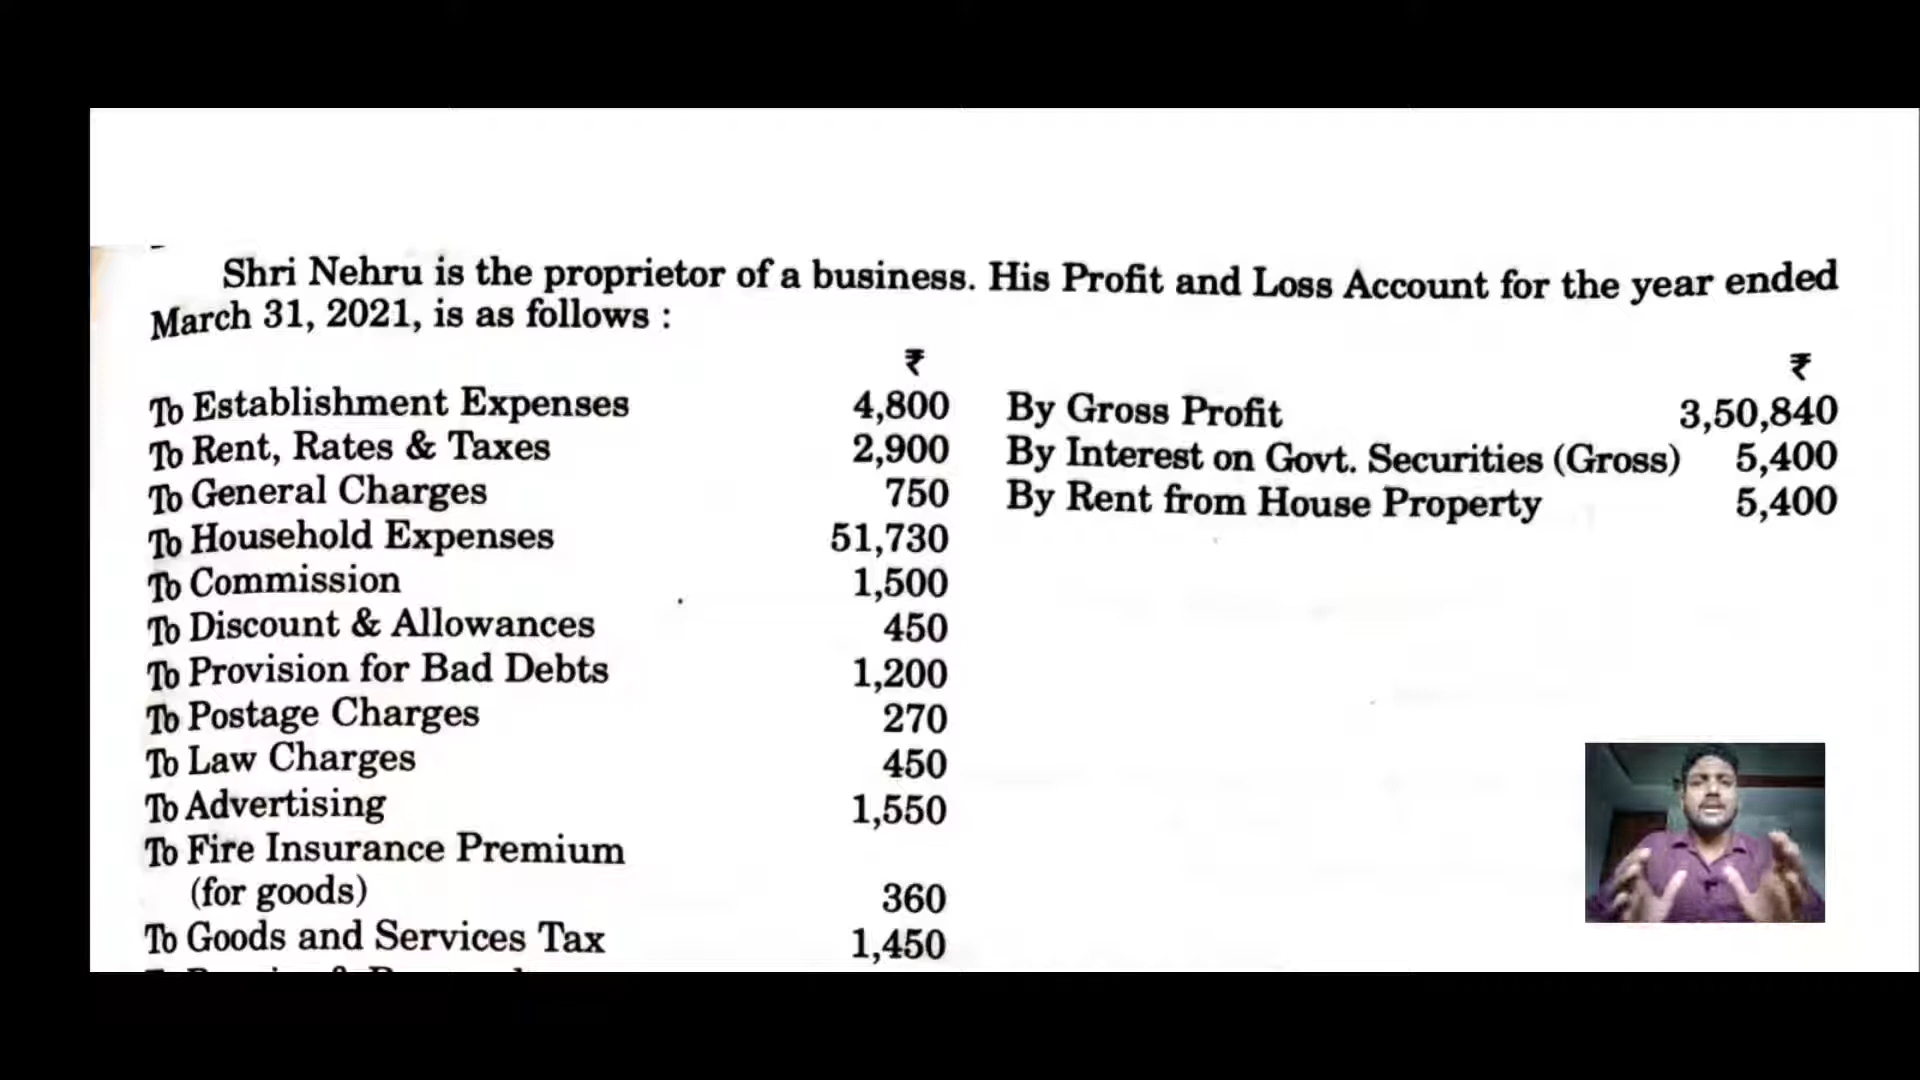 Shri Nehru is the proprietor of a business. His Profit and Loss Account for the year ended
March 31, 2021, is as follows :
₹ ₹
To Establishment Expenses 4,800 By Gross Profit 3,50,840
To Rent, Rates & Taxes 2,900 By Interest on Govt. Securities (Gross) 5,400
To General Charges 750 By Rent from House Property 5,400
To Household Expenses 51,730
To Commission 1,500
To Discount & Allowances 450
To Provision for Bad Debts 1,200
To Postage Charges 270
To Law Charges 450
To Advertising 1,550
To Fire Insurance Premium
(for goods) 360
To Goods and Services Tax 1,450